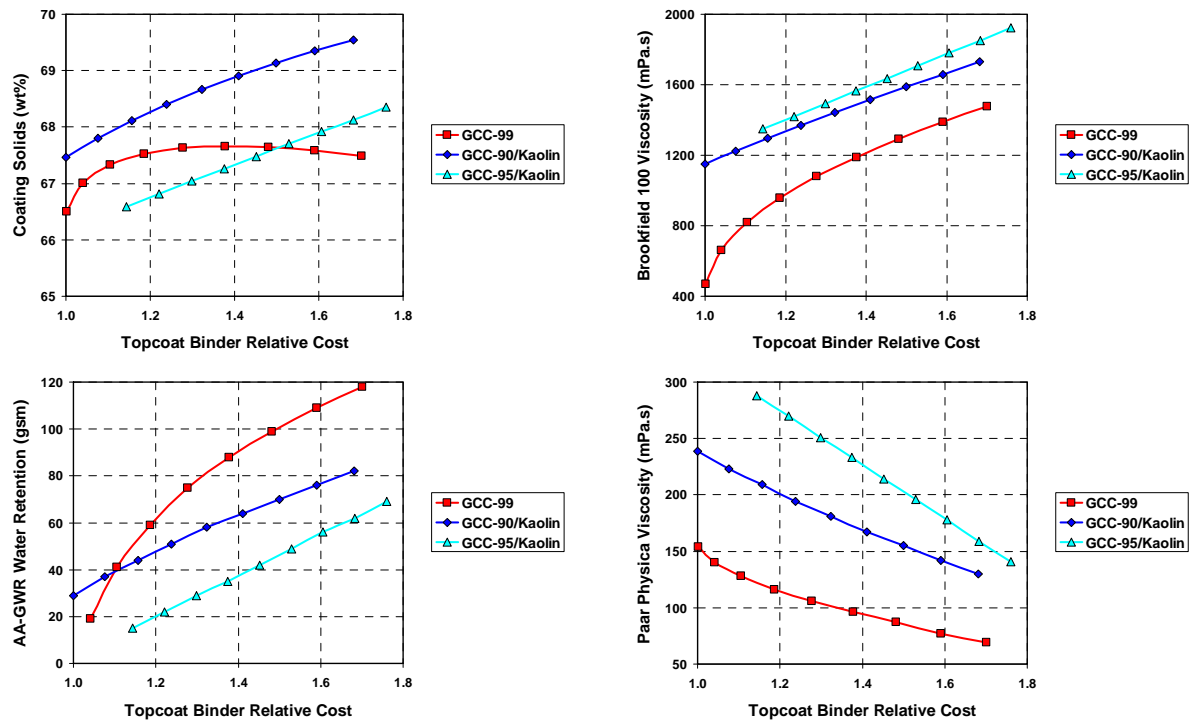 Coating Solids (wt%)
70
69
68
67
66
65
1.0 1.2 1.4 1.6 1.8
Topcoat Binder Relative Cost
GCC-99
GCC-90/Kaolin
GCC-95/Kaolin
Brookfield 100 Viscosity (mPa.s)
2000
1600
1200
800
400
1.0 1.2 1.4 1.6 1.8
Topcoat Binder Relative Cost
GCC-99
GCC-90/Kaolin
GCC-95/Kaolin
AA-GWR Water Retention (gsm)
120
100
80
60
40
20
0
1.0 1.2 1.4 1.6 1.8
Topcoat Binder Relative Cost
GCC-99
GCC-90/Kaolin
GCC-95/Kaolin
Paar Physica Viscosity (mPa.s)
300
250
200
150
100
50
1.0 1.2 1.4 1.6 1.8
Topcoat Binder Relative Cost
GCC-99
GCC-90/Kaolin
GCC-95/Kaolin